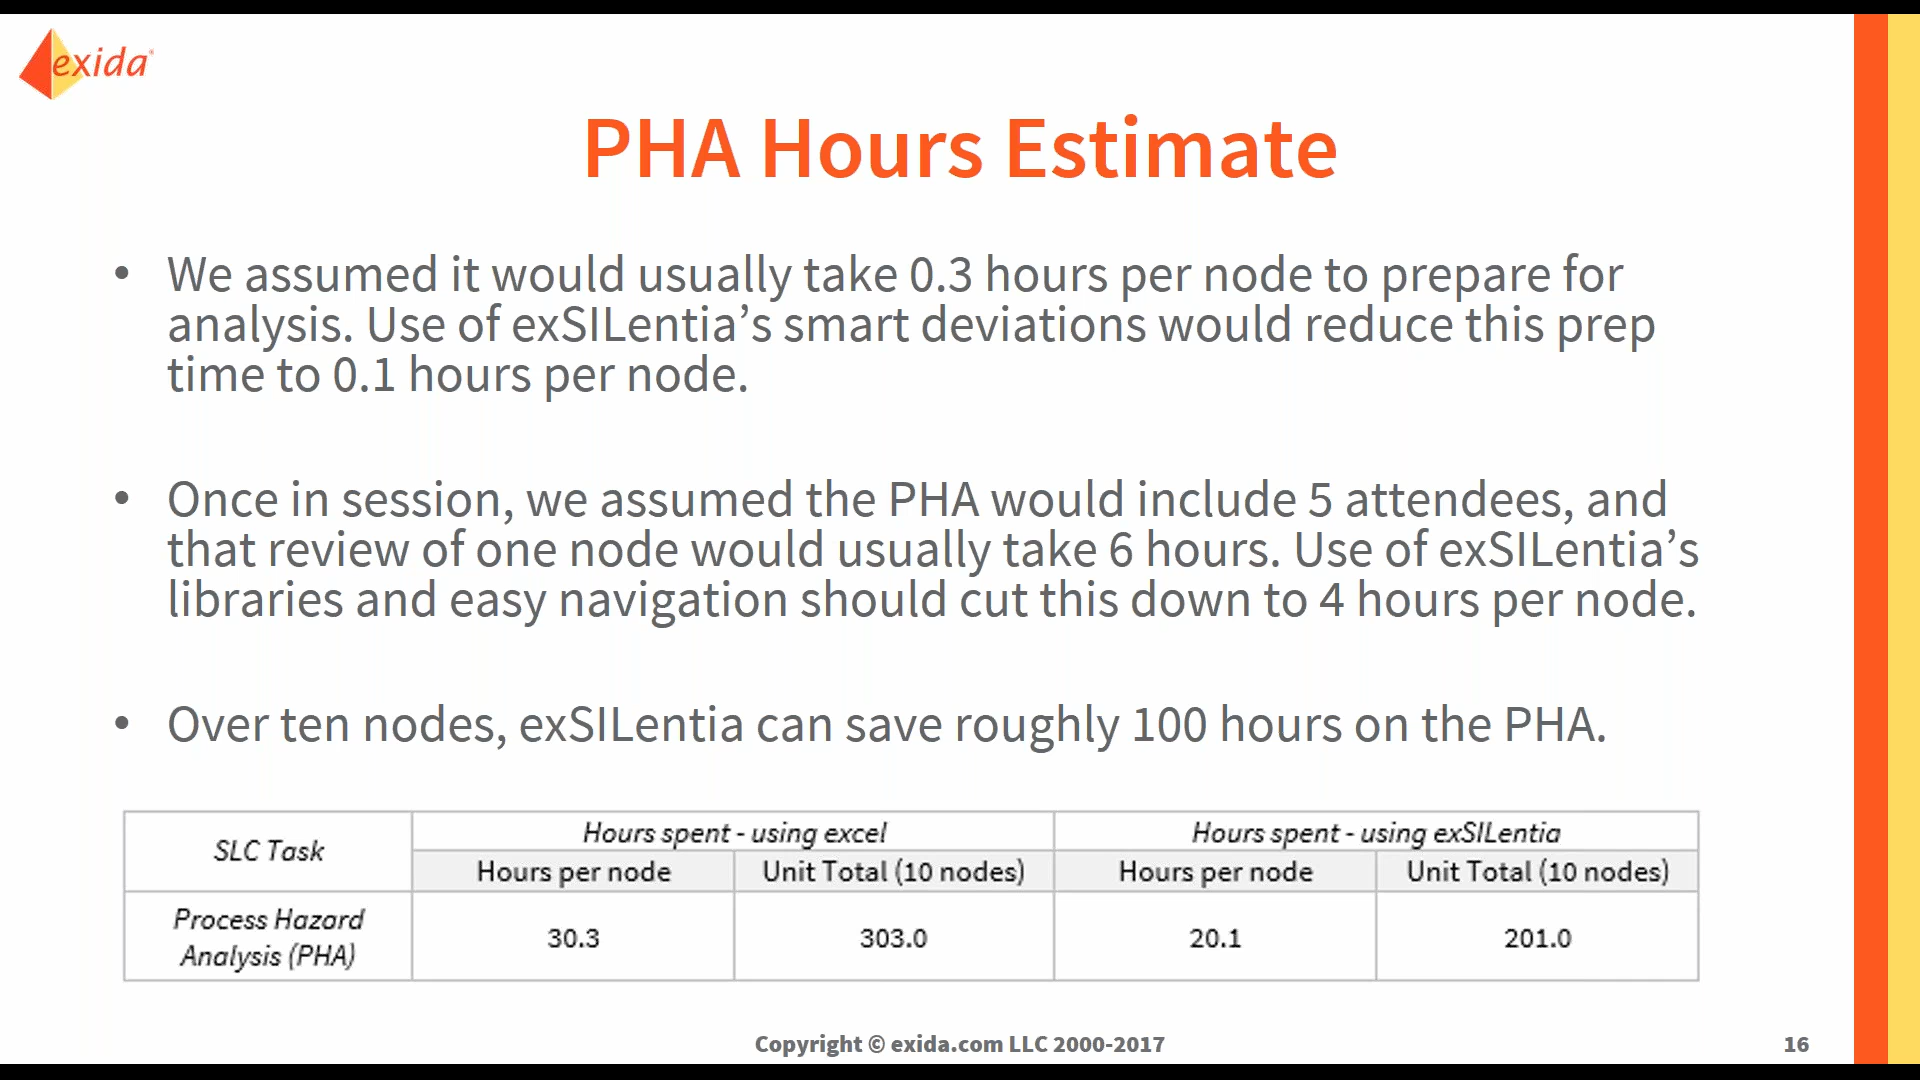 exida
PHA Hours Estimate
• We assumed it would usually take 0.3 hours per node to prepare for
analysis. Use of exSILentia’s smart deviations would reduce this prep
time to 0.1 hours per node.
• Once in session, we assumed the PHA would include 5 attendees, and
that review of one node would usually take 6 hours. Use of exSILentia’s
libraries and easy navigation should cut this down to 4 hours per node.
• Over ten nodes, exSILentia can save roughly 100 hours on the PHA.
SLC Task
Hours spent - using excel
Hours spent - using exSILentia
Hours per node
Unit Total (10 nodes)
Hours per node
Unit Total (10 nodes)
Process Hazard
Analysis (PHA)
30.3
303.0
20.1
201.0
Copyright © exida.com LLC 2000-2017
16